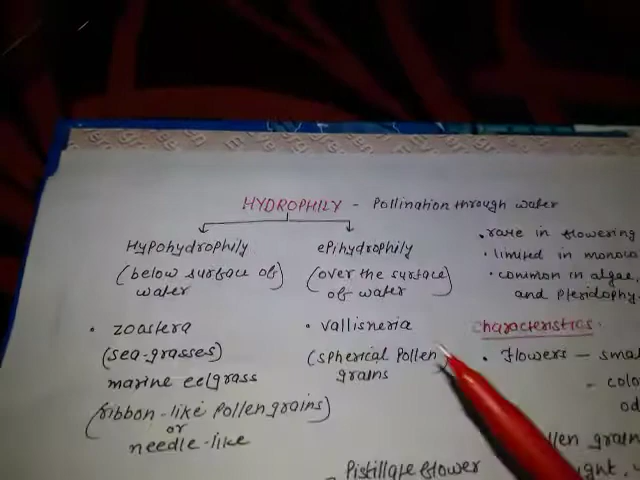 HYDROPHILY - Pollination through water
Hypohydrophily
(below surface of water)
• zoastera
(sea-grasses)
marine eelgrass
(ribbon-like pollen grains)
or
needle-like
epihydrophily
(over the surface of water)
• vallisneria
(spherical pollen grains
• rare in flowering
• limited in monoco
• common in algae,
and Pteridophy
characteristics.
• flowers - smal
- colo
od
llen grain
ght,
Pistillate flower